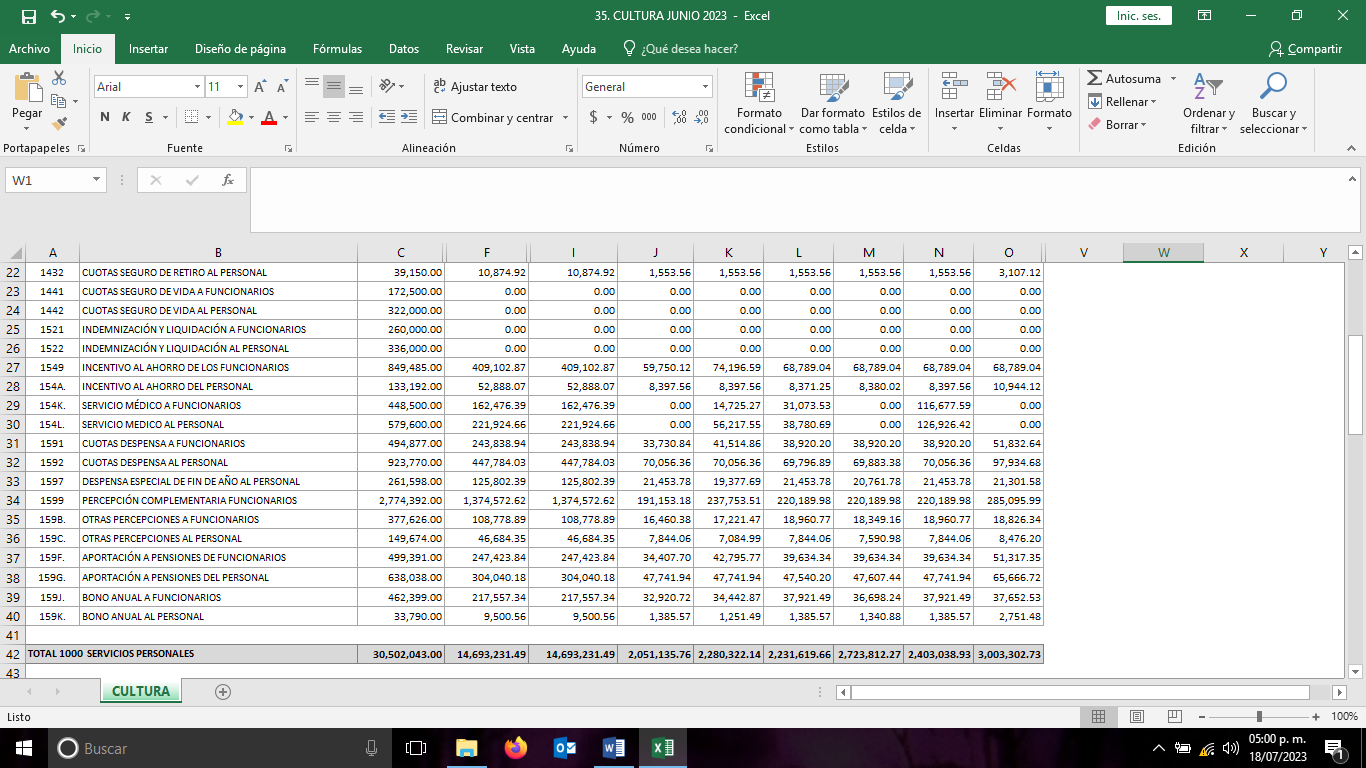 35. CULTURA JUNIO 2023 - Excel
Inic. ses.
Archivo Inicio Insertar Diseño de página Fórmulas Datos Revisar Vista Ayuda ¿Qué desea hacer? Compartir
Pegar
Portapapeles
Arial 11 A A
N K S A
Fuente
ab Ajustar texto
Combinar y centrar
Alineación
General
$ % 000
Número
Formato condicional
Dar formato como tabla
Estilos de celda
Estilos
Insertar Eliminar Formato
Celdas
Autosuma
Rellenar
Borrar
Ordenar y filtrar
Buscar y seleccionar
Edición
W1 fx
A B C F I J K L M N O V W X Y
22 1432 CUOTAS SEGURO DE RETIRO AL PERSONAL 39,150.00 10,874.92 10,874.92 1,553.56 1,553.56 1,553.56 1,553.56 1,553.56 3,107.12
23 1441 CUOTAS SEGURO DE VIDA A FUNCIONARIOS 172,500.00 0.00 0.00 0.00 0.00 0.00 0.00 0.00 0.00
24 1442 CUOTAS SEGURO DE VIDA AL PERSONAL 322,000.00 0.00 0.00 0.00 0.00 0.00 0.00 0.00 0.00
25 1521 INDEMNIZACIÓN Y LIQUIDACIÓN A FUNCIONARIOS 260,000.00 0.00 0.00 0.00 0.00 0.00 0.00 0.00 0.00
26 1522 INDEMNIZACIÓN Y LIQUIDACIÓN AL PERSONAL 336,000.00 0.00 0.00 0.00 0.00 0.00 0.00 0.00 0.00
27 1549 INCENTIVO AL AHORRO DE LOS FUNCIONARIOS 849,485.00 409,102.87 409,102.87 59,750.12 74,196.59 68,789.04 68,789.04 68,789.04 68,789.04
28 154A. INCENTIVO AL AHORRO DEL PERSONAL 133,192.00 52,888.07 52,888.07 8,397.56 8,397.56 8,371.25 8,380.02 8,397.56 10,944.12
29 154K. SERVICIO MÉDICO A FUNCIONARIOS 448,500.00 162,476.39 162,476.39 0.00 14,725.27 31,073.53 0.00 116,677.59 0.00
30 154L. SERVICIO MEDICO AL PERSONAL 579,600.00 221,924.66 221,924.66 0.00 56,217.55 38,780.69 0.00 126,926.42 0.00
31 1591 CUOTAS DESPENSA A FUNCIONARIOS 494,877.00 243,838.94 243,838.94 33,730.84 41,514.86 38,920.20 38,920.20 38,920.20 51,832.64
32 1592 CUOTAS DESPENSA AL PERSONAL 923,770.00 447,784.03 447,784.03 70,056.36 70,056.36 69,796.89 69,883.38 70,056.36 97,934.68
33 1597 DESPENSA ESPECIAL DE FIN DE AÑO AL PERSONAL 261,598.00 125,802.39 125,802.39 21,453.78 19,377.69 21,453.78 20,761.78 21,453.78 21,301.58
34 1599 PERCEPCIÓN COMPLEMENTARIA FUNCIONARIOS 2,774,392.00 1,374,572.62 1,374,572.62 191,153.18 237,753.51 220,189.98 220,189.98 220,189.98 285,095.99
35 159B. OTRAS PERCEPCIONES A FUNCIONARIOS 377,626.00 108,778.89 108,778.89 16,460.38 17,221.47 18,960.77 18,349.16 18,960.77 18,826.34
36 159C. OTRAS PERCEPCIONES AL PERSONAL 149,674.00 46,684.35 46,684.35 7,844.06 7,084.99 7,844.06 7,590.98 7,844.06 8,476.20
37 159F. APORTACIÓN A PENSIONES DE FUNCIONARIOS 499,391.00 247,423.84 247,423.84 34,407.70 42,795.77 39,634.34 39,634.34 39,634.34 51,317.35
38 159G. APORTACIÓN A PENSIONES DEL PERSONAL 638,038.00 304,040.18 304,040.18 47,741.94 47,741.94 47,540.20 47,607.44 47,741.94 65,666.72
39 159J. BONO ANUAL A FUNCIONARIOS 462,399.00 217,557.34 217,557.34 32,920.72 34,442.87 37,921.49 36,698.24 37,921.49 37,652.53
40 159K. BONO ANUAL AL PERSONAL 33,790.00 9,500.56 9,500.56 1,385.57 1,251.49 1,385.57 1,340.88 1,385.57 2,751.48
41
42 TOTAL 1000 SERVICIOS PERSONALES 30,502,043.00 14,693,231.49 14,693,231.49 2,051,135.76 2,280,322.14 2,231,619.66 2,723,812.27 2,403,038.93 3,003,302.73
43
CULTURA
Listo 100%
Buscar
05:00 p. m.
18/07/2023
1